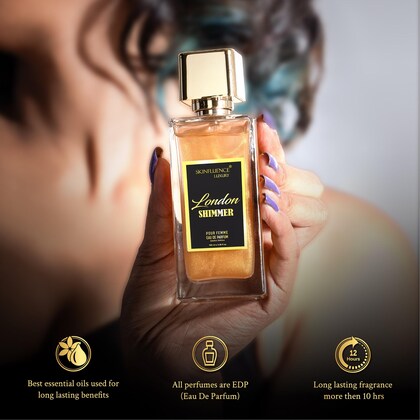 SKINFLUENCE®
LUXURY
London
SHIMMER
POUR FEMME
EAU DE PARFUM
12
Hours
Best essential oils used for
long lasting benefits
All perfumes are EDP
(Eau De Parfum)
Long lasting fragrance
more then 10 hrs